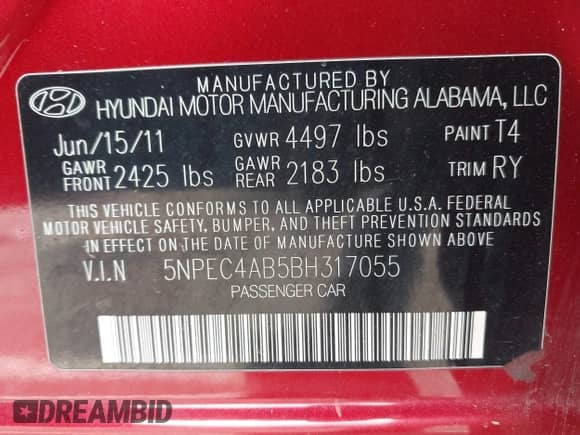 MANUFACTURED BY
HYUNDAI MOTOR MANUFACTURING ALABAMA, LLC
Jun/15/11 GVWR 4497 lbs PAINT T4
GAWR FRONT 2425 lbs GAWR REAR 2183 lbs TRIM RY
THIS VEHICLE CONFORMS TO ALL APPLICABLE U.S.A. FEDERAL
MOTOR VEHICLE SAFETY, BUMPER, AND THEFT PREVENTION STANDARDS
IN EFFECT ON THE DATE OF MANUFACTURE SHOWN ABOVE.
V.I.N 5NPEC4AB5BH317055
PASSENGER CAR
DREAMBID